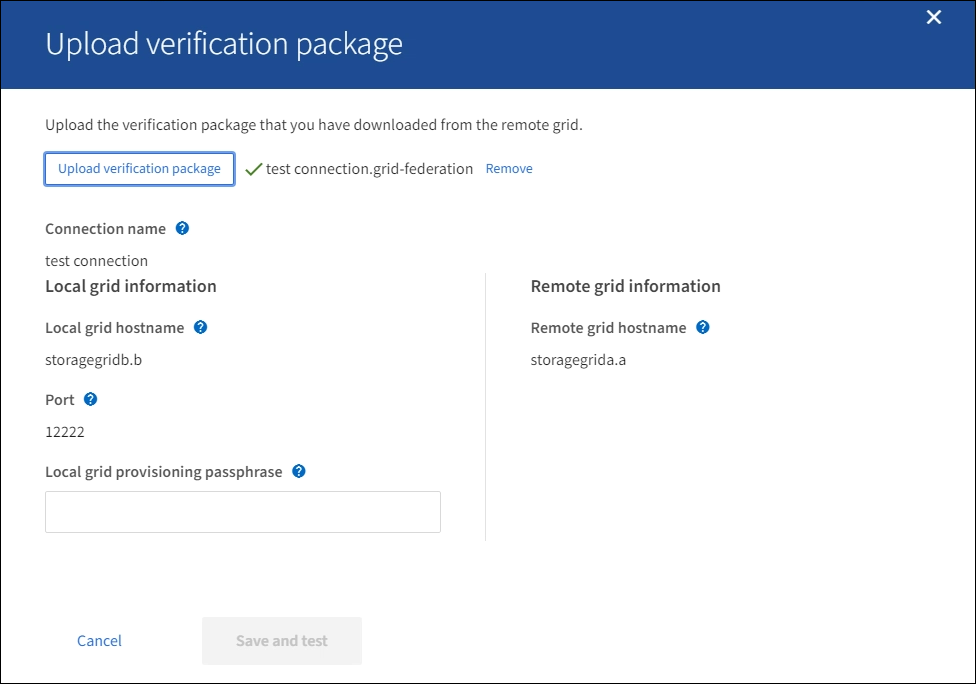 Upload verification package
Upload the verification package that you have downloaded from the remote grid.
Upload verification package test connection.grid-federation Remove
Connection name ?
test connection
Local grid information
Local grid hostname ?
storagegridb.b
Port ?
12222
Local grid provisioning passphrase ?
Remote grid information
Remote grid hostname ?
storagegrida.a
Cancel Save and test